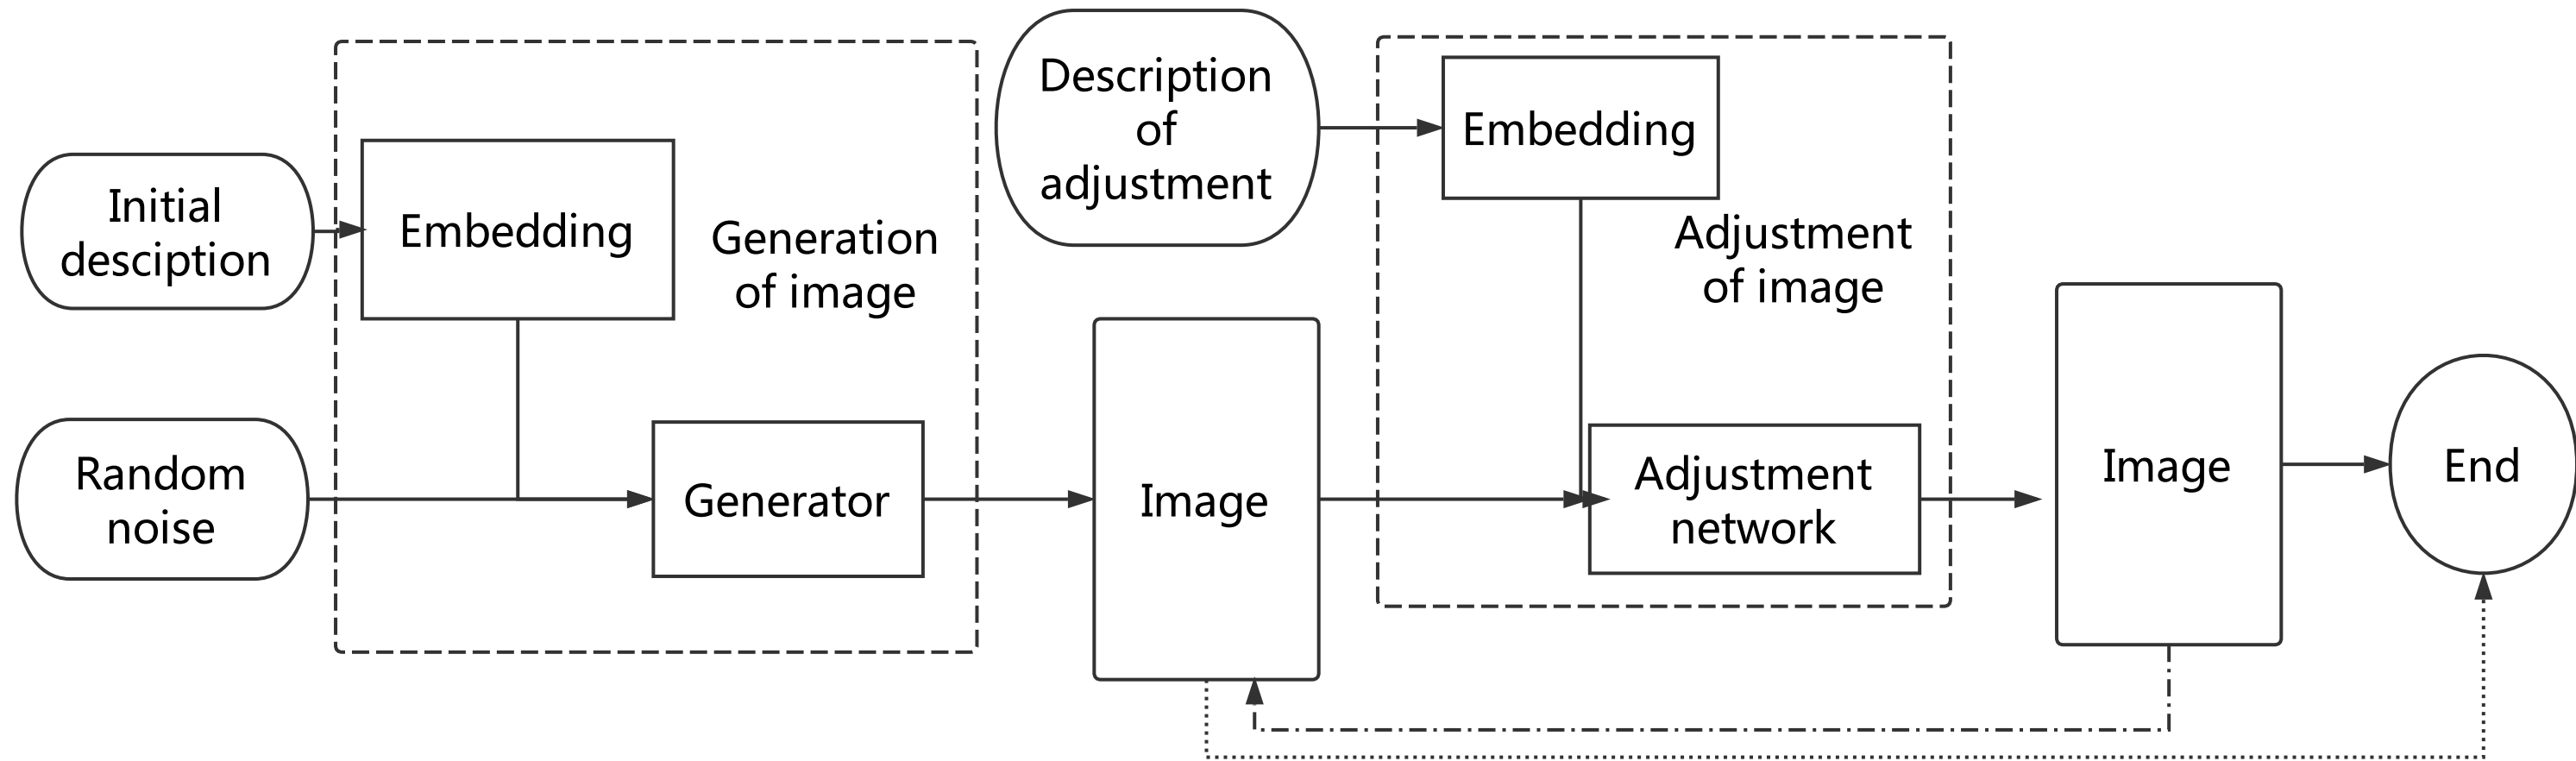 Initial
desciption
Random
noise
Embedding
Generation
of image
Generator
Description
of
adjustment
Image
Embedding
Adjustment
of image
Adjustment
network
Image
End